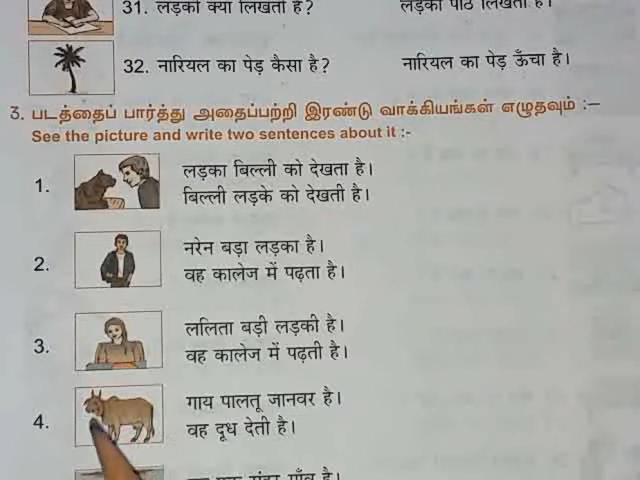 31. लड़की क्या लिखती है? लड़की पाठ लिखती है।
32. नारियल का पेड़ कैसा है? नारियल का पेड़ ऊँचा है।
3. படத்தைப் பார்த்து அதைப்பற்றி இரண்டு வாக்கியங்கள் எழுதவும் :–
See the picture and write two sentences about it :-
1. लड़का बिल्ली को देखता है।
बिल्ली लड़के को देखती है।
2. नरेन बड़ा लड़का है।
वह कालेज में पढ़ता है।
3. ललिता बड़ी लड़की है।
वह कालेज में पढ़ती है।
4. गाय पालतू जानवर है।
वह दूध देती है।
गाँव है।